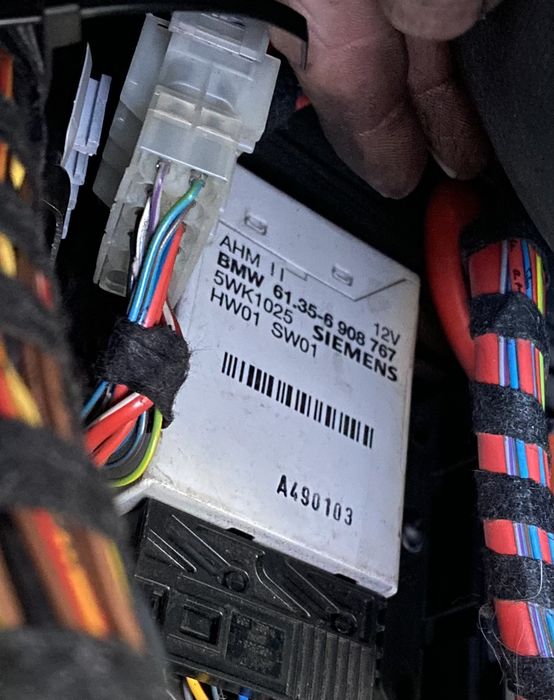 AHM II 12V
BMW 61.35-6 908 767
5WK1025 SIEMENS
HW01 SW01
A490103